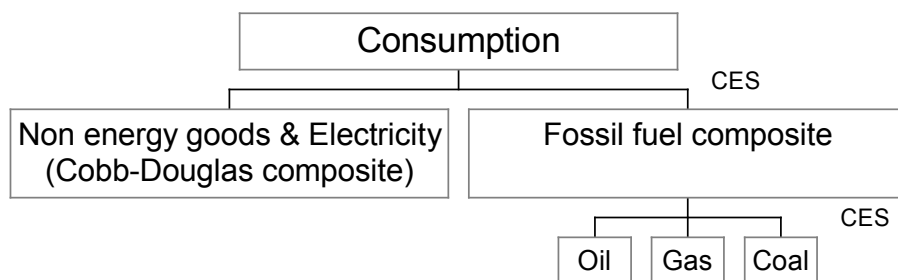 Consumption
CES
Non energy goods & Electricity
(Cobb-Douglas composite)
Fossil fuel composite
CES
Oil
Gas
Coal